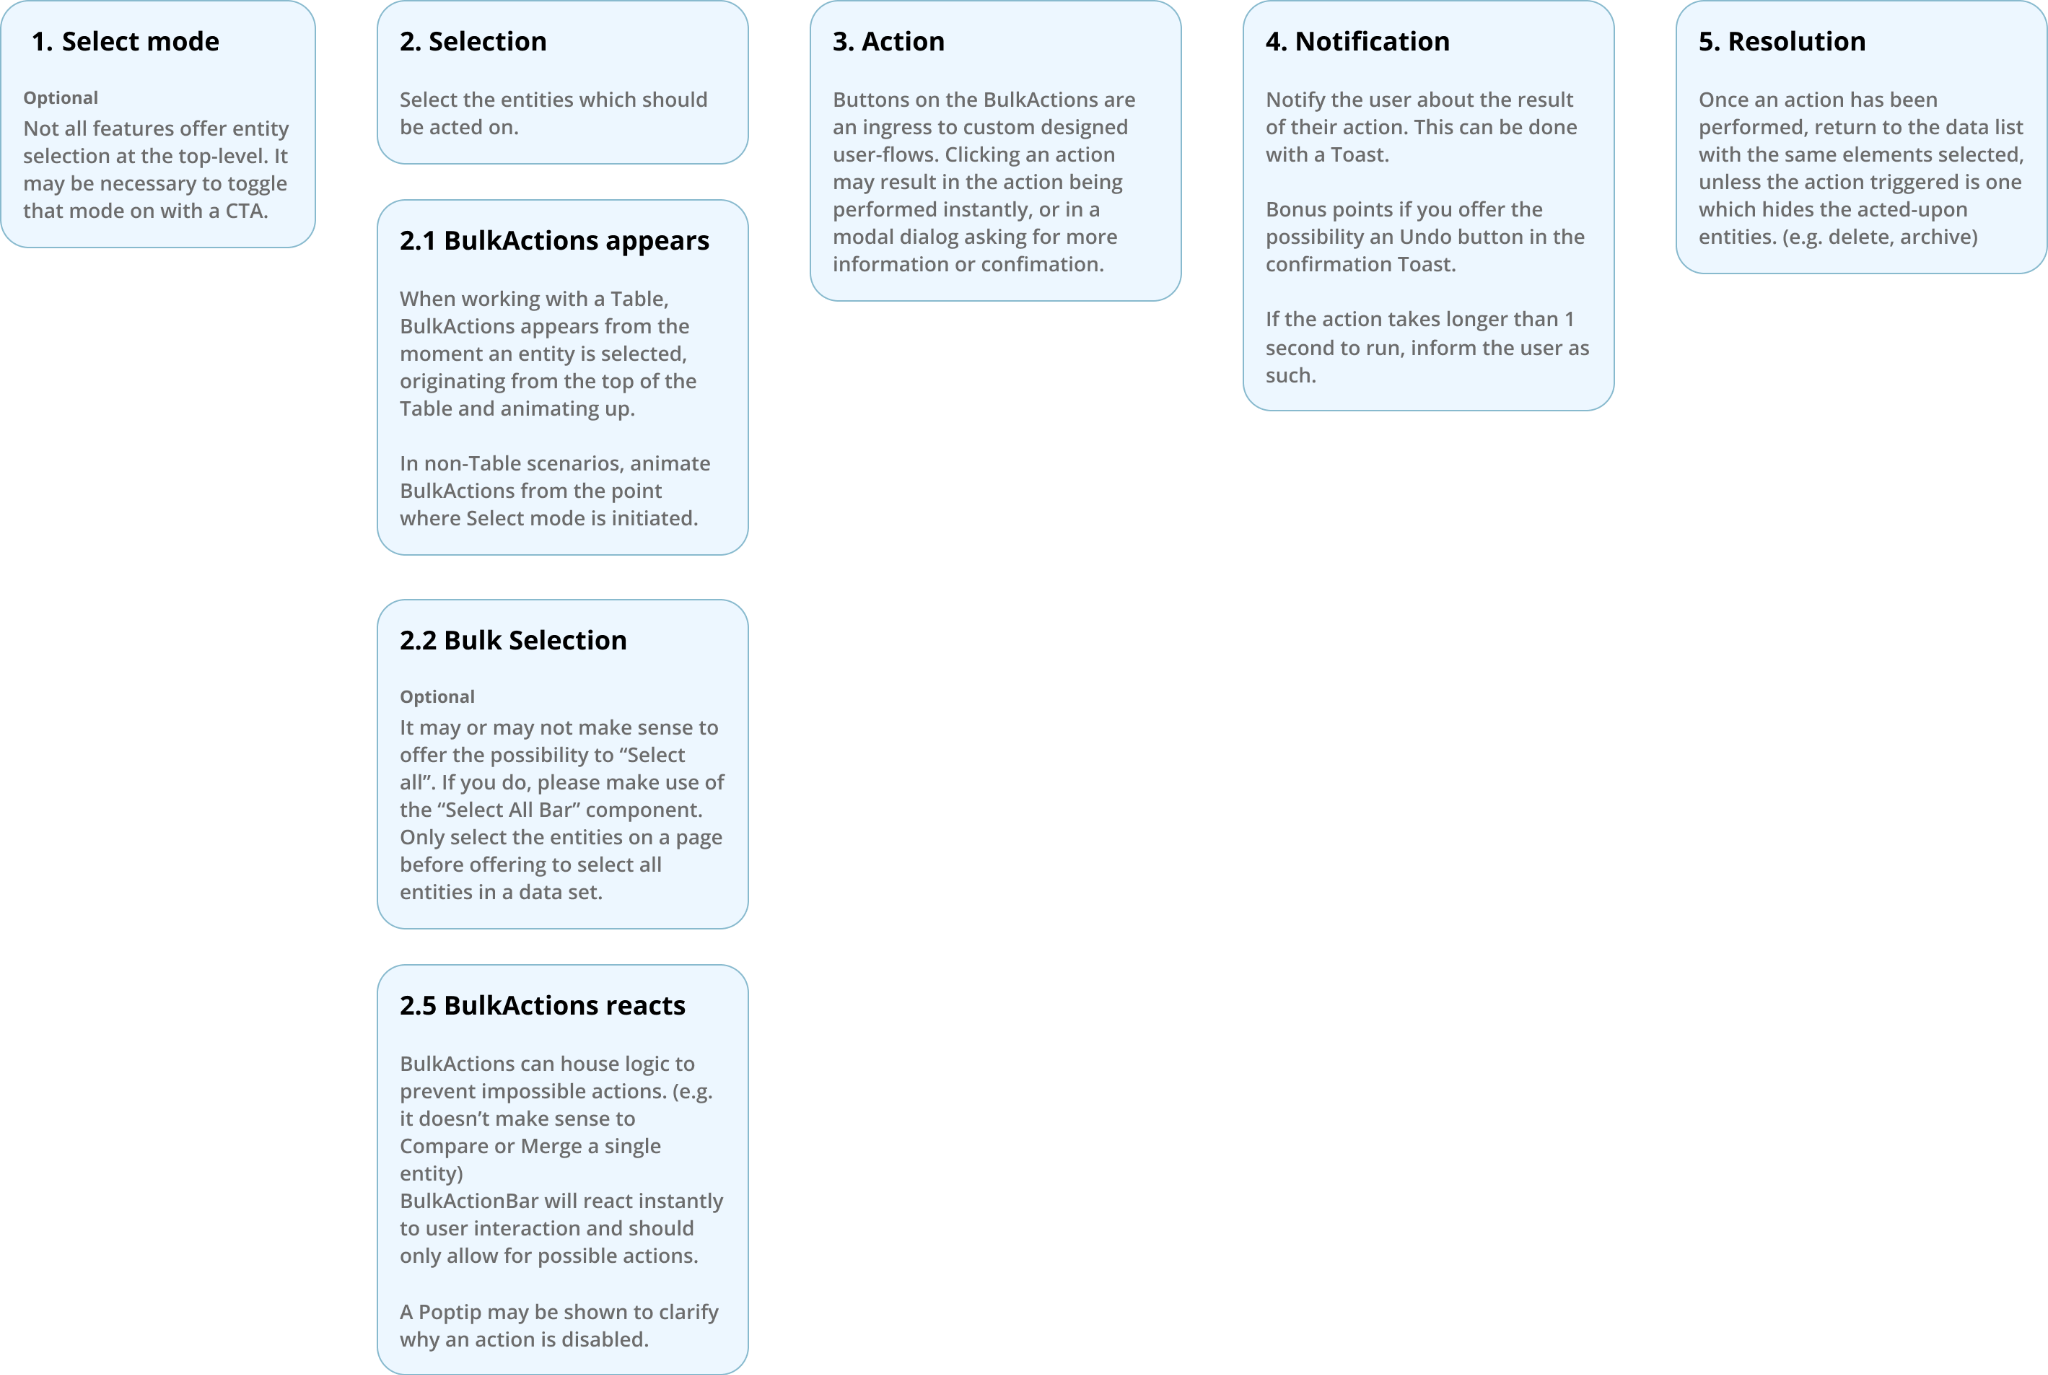 1. Select mode
Optional
Not all features offer entity
selection at the top-level. It
may be necessary to toggle
that mode on with a CTA.
2. Selection
Select the entities which should
be acted on.
2.1 BulkActions appears
When working with a Table,
BulkActions appears from the
moment an entity is selected,
originating from the top of the
Table and animating up.
In non-Table scenarios, animate
BulkActions from the point
where Select mode is initiated.
2.2 Bulk Selection
Optional
It may or may not make sense to
offer the possibility to “Select
all”. If you do, please make use of
the “Select All Bar” component.
Only select the entities on a page
before offering to select all
entities in a data set.
2.5 BulkActions reacts
BulkActions can house logic to
prevent impossible actions. (e.g.
it doesn’t make sense to
Compare or Merge a single
entity)
BulkActionBar will react instantly
to user interaction and should
only allow for possible actions.
A Poptip may be shown to clarify
why an action is disabled.
3. Action
Buttons on the BulkActions are
an ingress to custom designed
user-flows. Clicking an action
may result in the action being
performed instantly, or in a
modal dialog asking for more
information or confimation.
4. Notification
Notify the user about the result
of their action. This can be done
with a Toast.
Bonus points if you offer the
possibility an Undo button in the
confirmation Toast.
If the action takes longer than 1
second to run, inform the user as
such.
5. Resolution
Once an action has been
performed, return to the data list
with the same elements selected,
unless the action triggered is one
which hides the acted-upon
entities. (e.g. delete, archive)